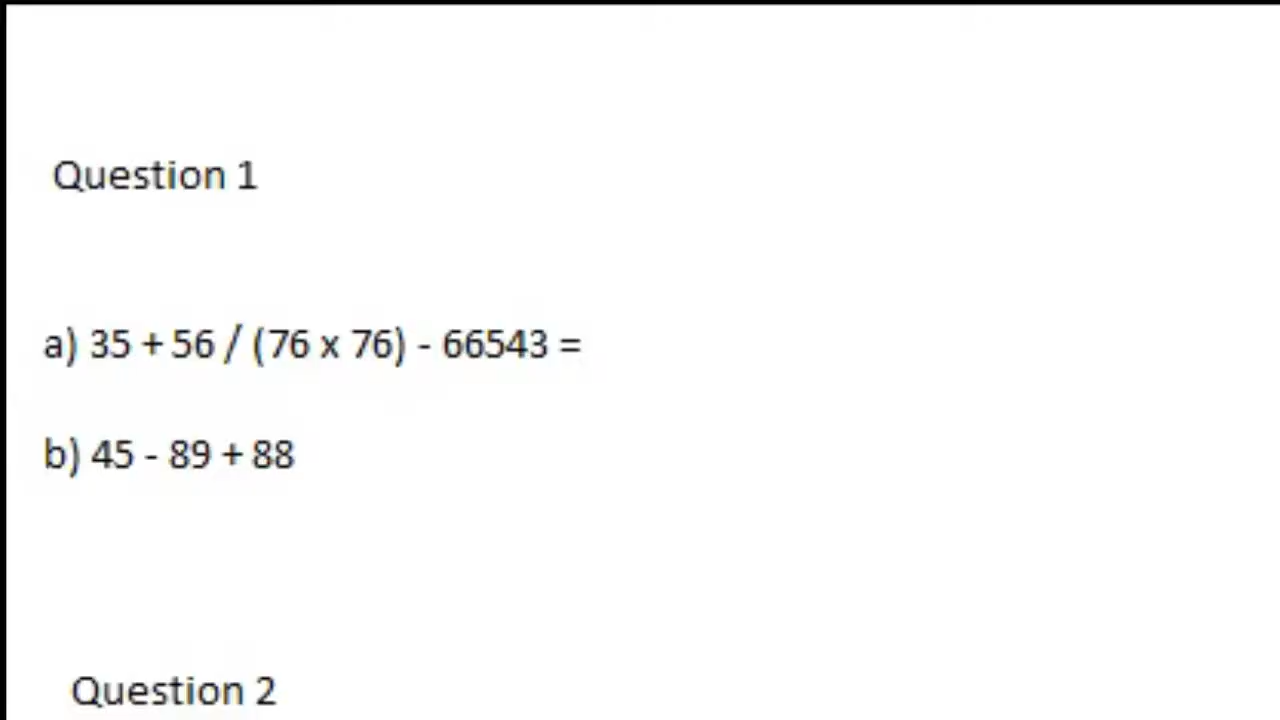 Question 1
a) 35 + 56 / (76 x 76) - 66543 =
b) 45 - 89 + 88
Question 2